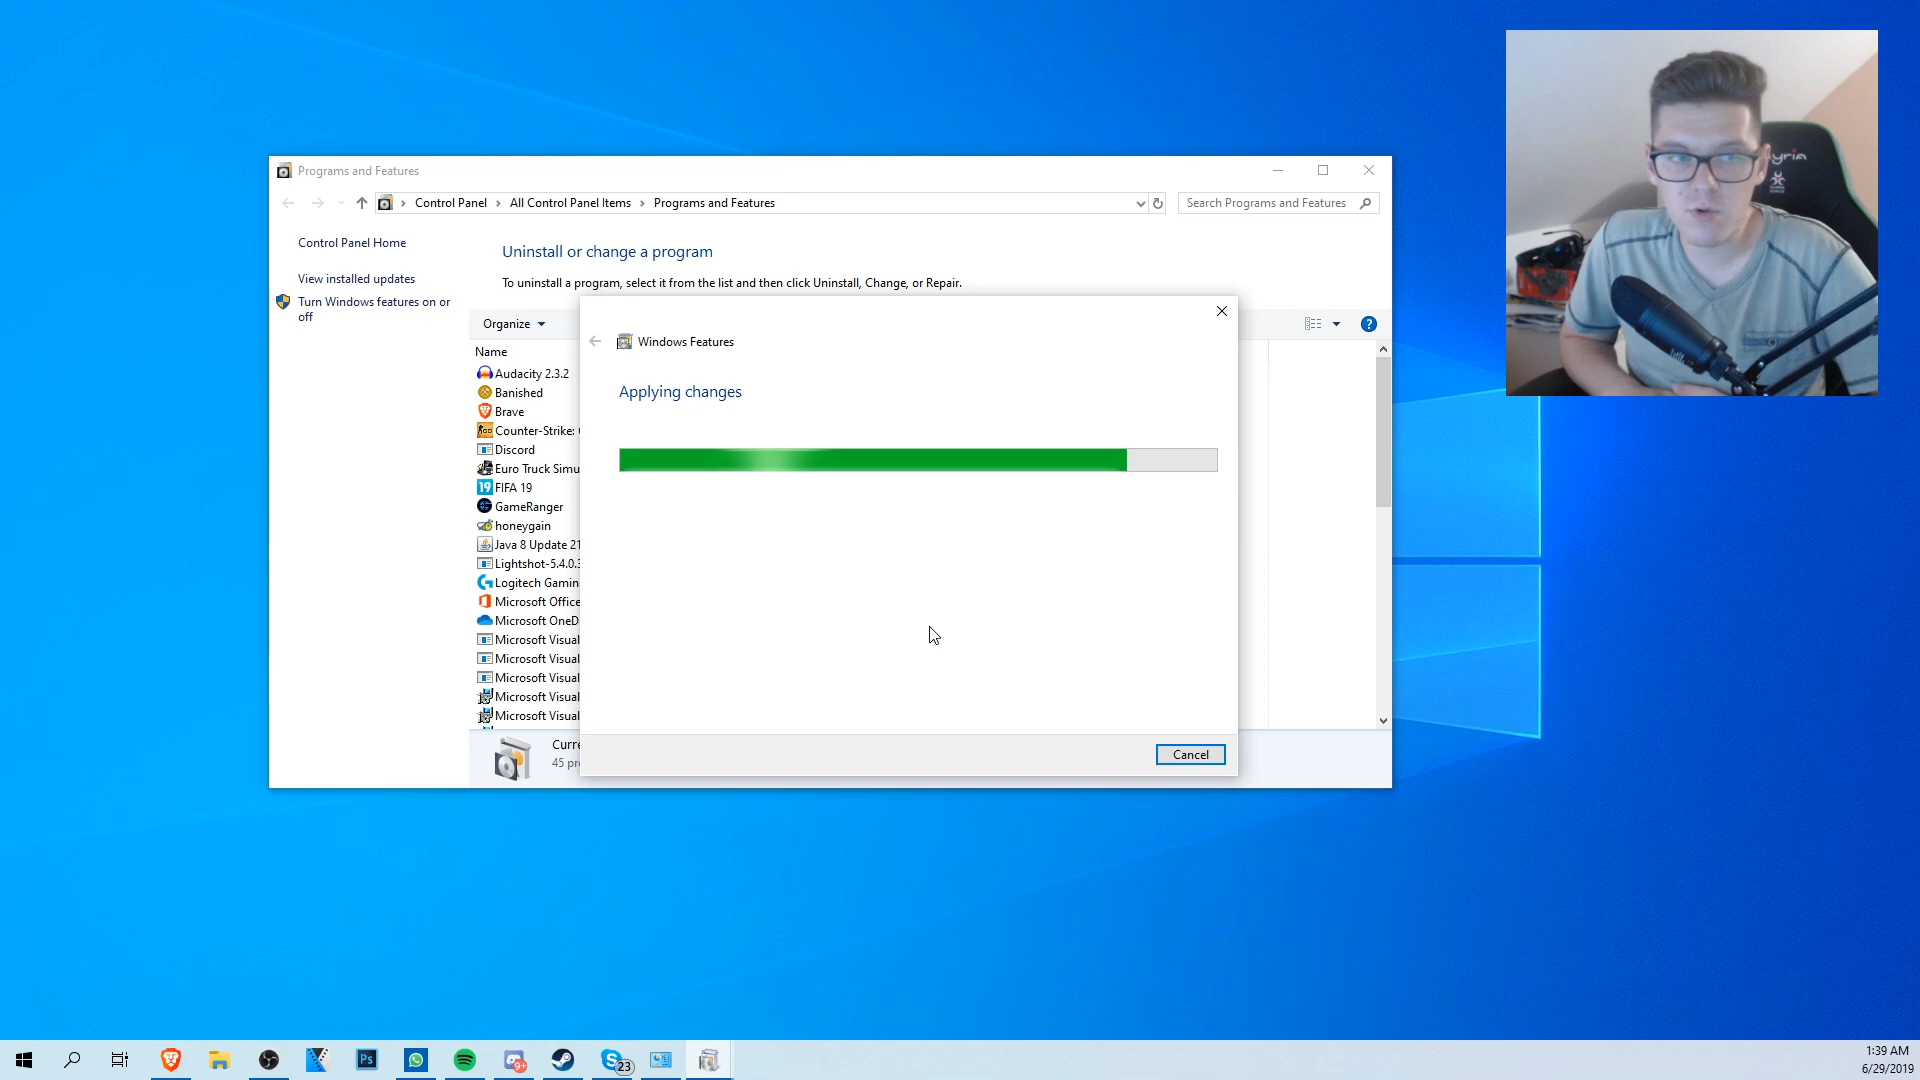 Programs and Features
Control Panel
All Control Panel Items
Programs and Features
Search Programs and Features
Control Panel Home
View installed updates
Turn Windows features on or
off
Uninstall or change a program
To uninstall a program, select it from the list and then click Uninstall, Change, or Repair.
Organize
Name
Audacity 2.3.2
Banished
Brave
Counter-Strike:
Discord
Euro Truck Simu
19 FIFA 19
GameRanger
honeygain
Java 8 Update 21
Lightshot-5.4.0.3
Logitech Gamin
Microsoft Office
Microsoft OneD
Microsoft Visual
Microsoft Visual
Microsoft Visual
Microsoft Visual
Microsoft Visual
Curre
45 pr
Windows Features
Applying changes
Cancel
Ps
9+
23
1:39 AM
6/29/2019